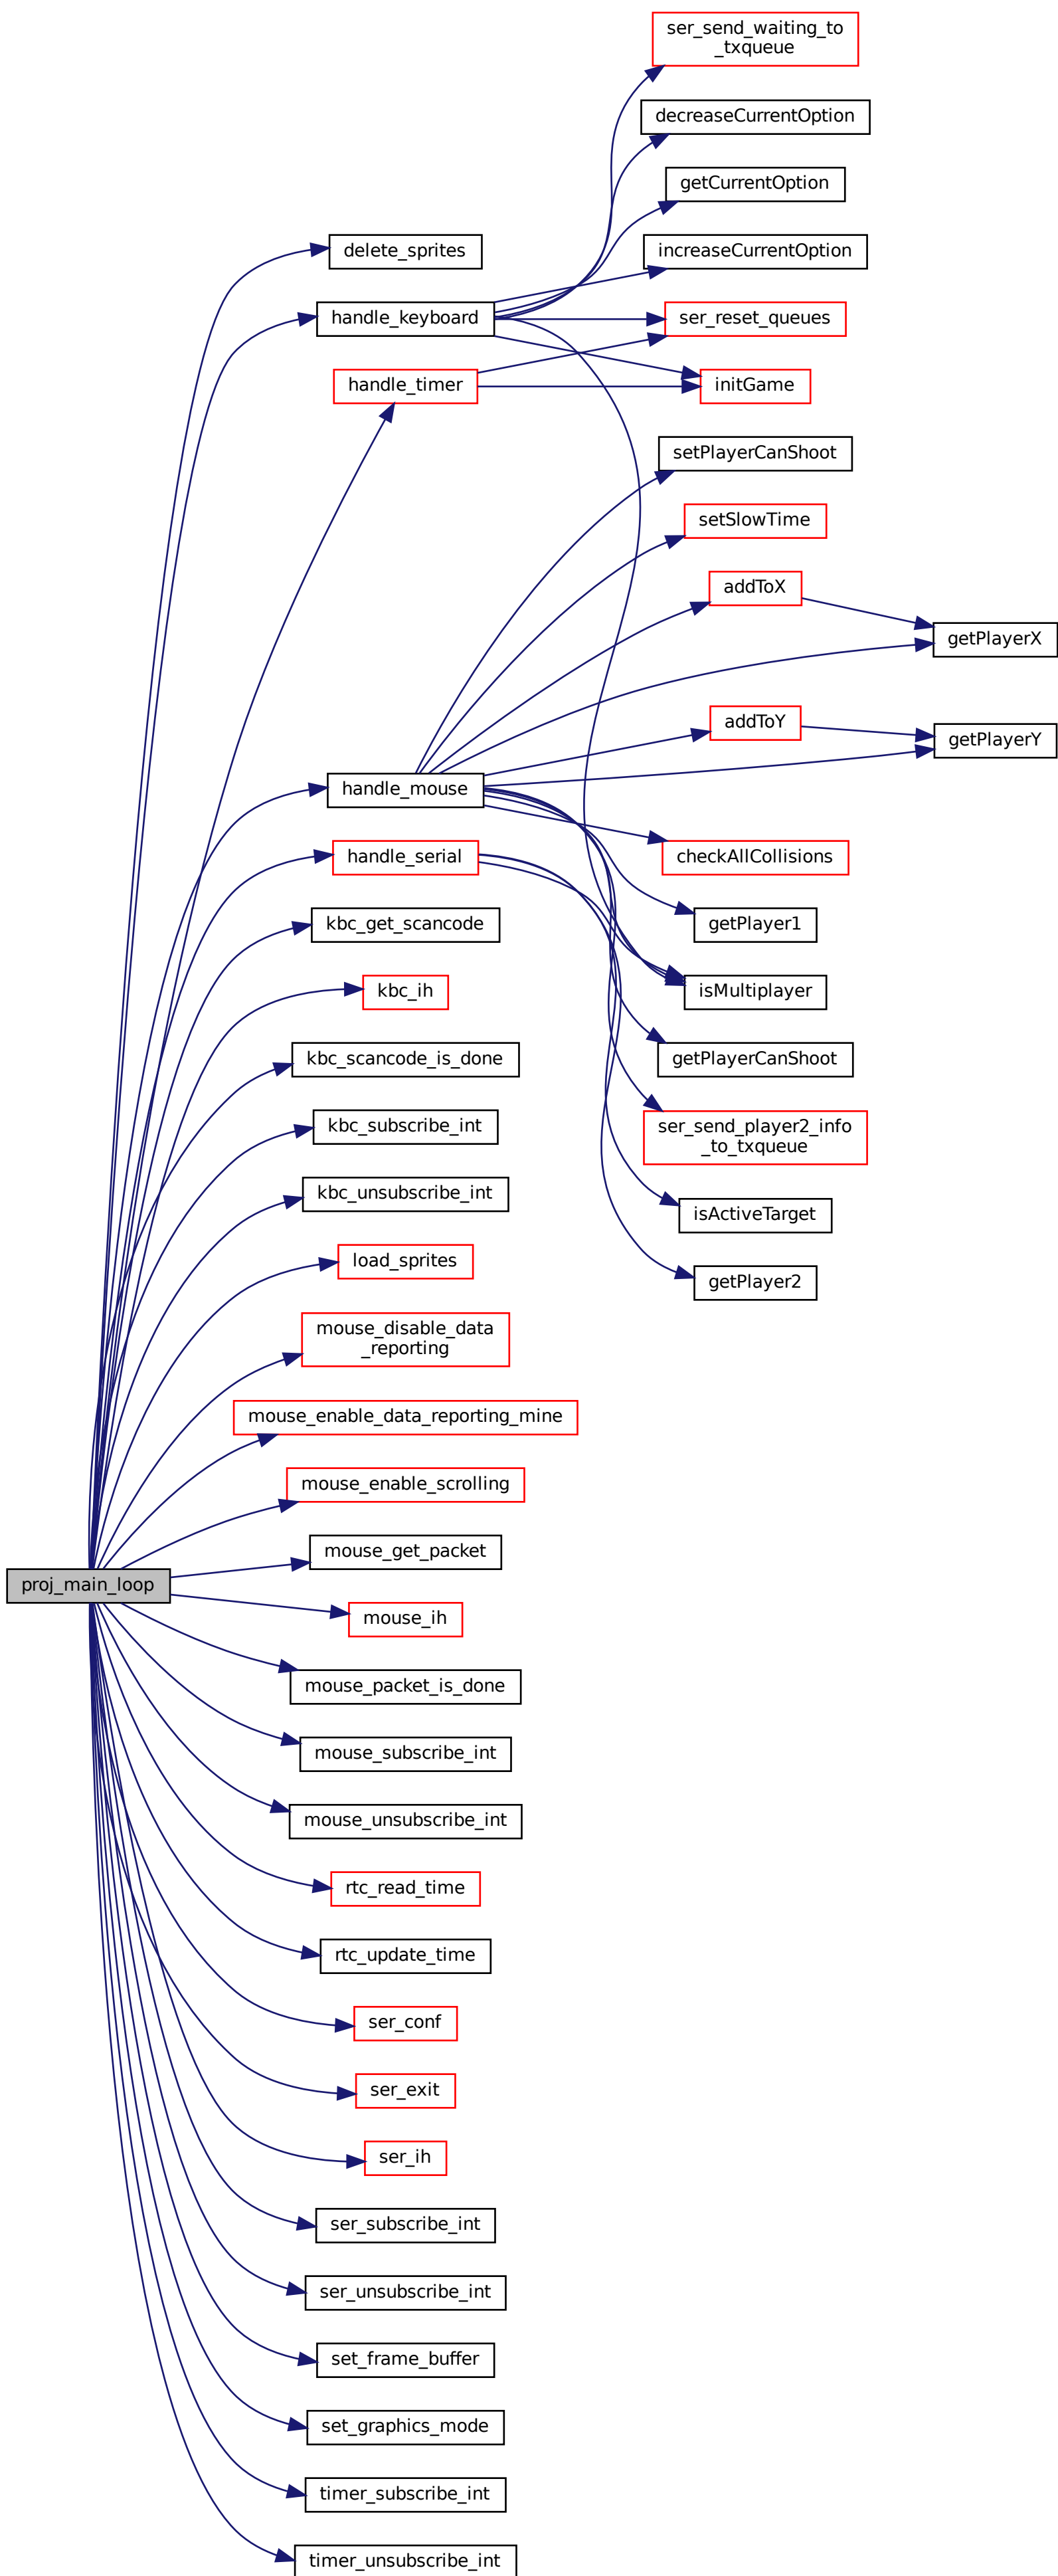 ser_send_waiting_to
_txqueue
decreaseCurrentOption
getCurrentOption
delete_sprites
increaseCurrentOption
handle_keyboard
ser_reset_queues
handle_timer
initGame
setPlayerCanShoot
setSlowTime
addToX
getPlayerX
addToY
getPlayerY
handle_mouse
handle_serial
checkAllCollisions
kbc_get_scancode
getPlayer1
kbc_ih
isMultiplayer
kbc_scancode_is_done
getPlayerCanShoot
kbc_subscribe_int
ser_send_player2_info
_to_txqueue
kbc_unsubscribe_int
isActiveTarget
load_sprites
getPlayer2
mouse_disable_data
_reporting
mouse_enable_data_reporting_mine
mouse_enable_scrolling
mouse_get_packet
proj_main_loop
mouse_ih
mouse_packet_is_done
mouse_subscribe_int
mouse_unsubscribe_int
rtc_read_time
rtc_update_time
ser_conf
ser_exit
ser_ih
ser_subscribe_int
ser_unsubscribe_int
set_frame_buffer
set_graphics_mode
timer_subscribe_int
timer_unsubscribe_int